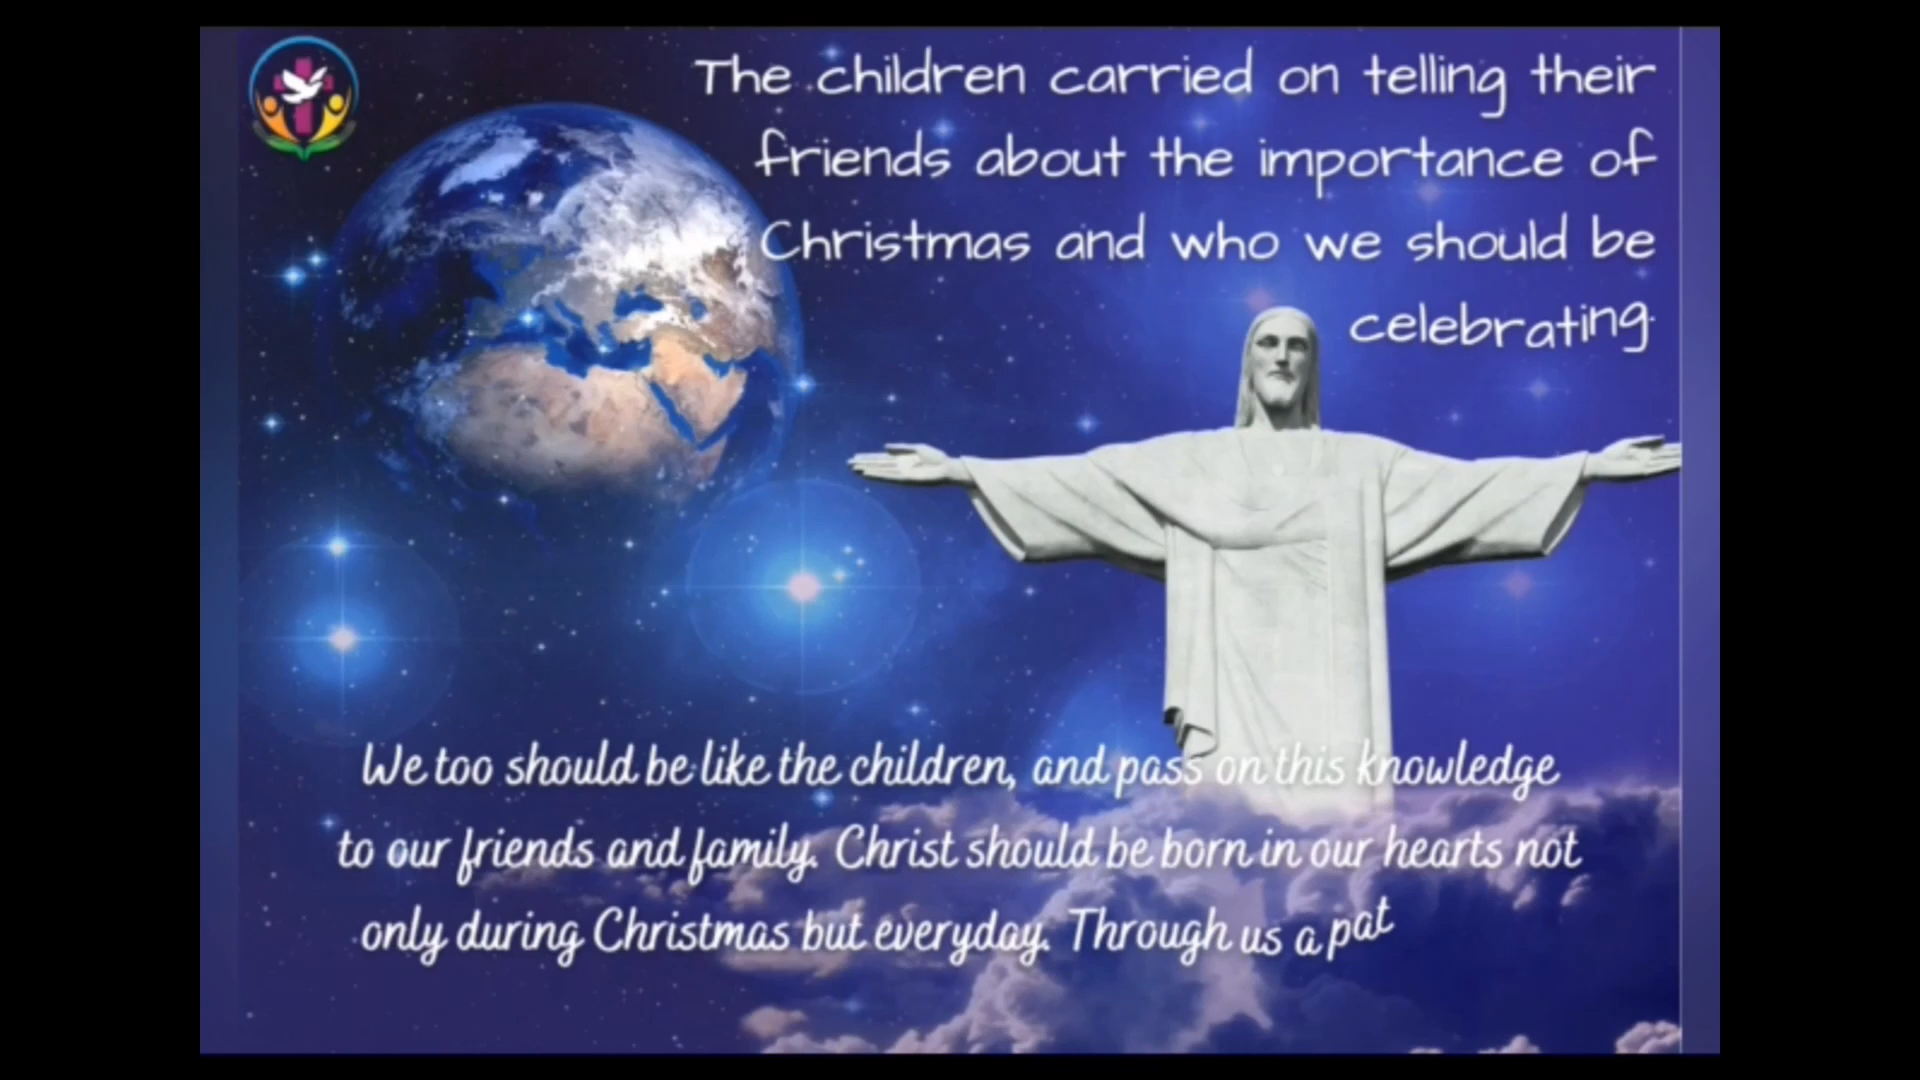 The children carried on telling their
friends about the importance of
Christmas and who we should be
celebrating.
We too should be like the children, and pass on this knowledge
to our friends and family. Christ should be born in our hearts not
only during Christmas but everyday. Through us a pat